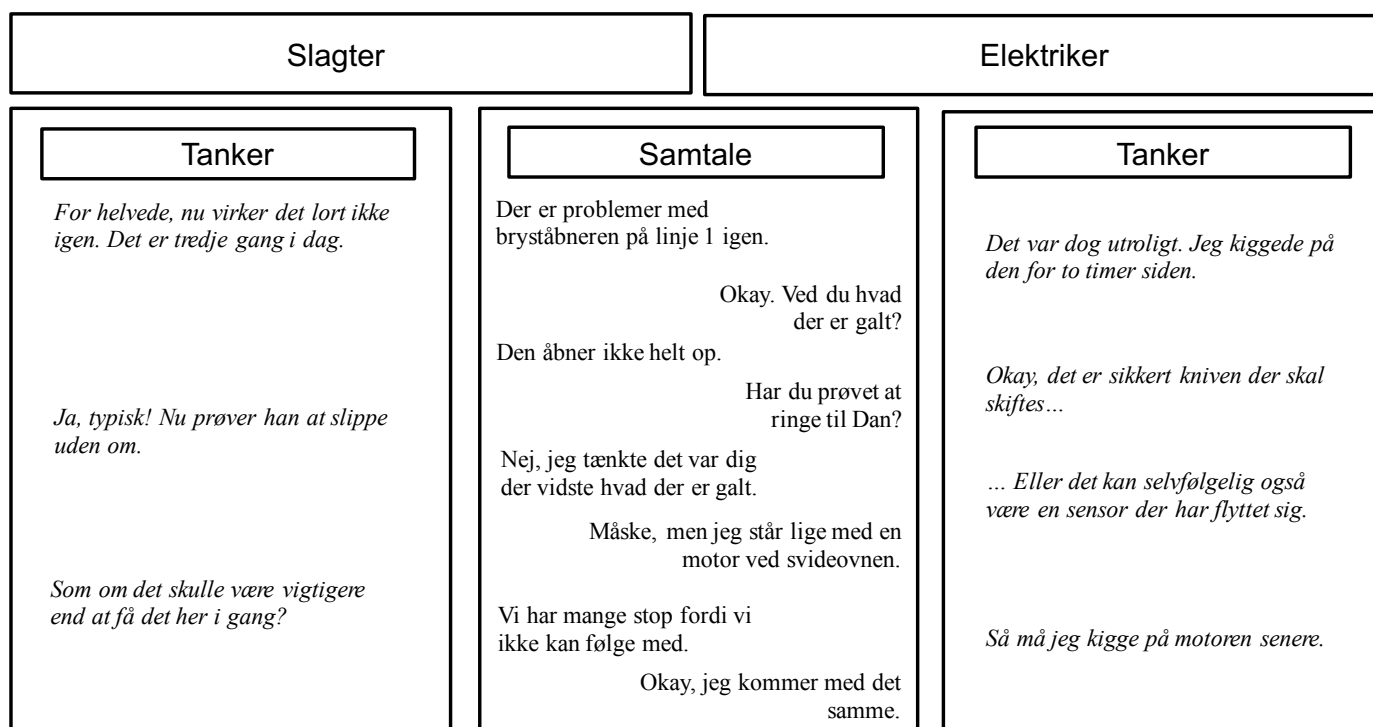 Slagter
Elektriker
Tanker
For helvede, nu virker det lort ikke
igen. Det er tredje gang i dag.
Ja, typisk! Nu prøver han at slippe
uden om.
Som om det skulle være vigtigere
end at få det her i gang?
Samtale
Der er problemer med
bryståbneren på linje 1 igen.
Okay. Ved du hvad
der er galt?
Den åbner ikke helt op.
Har du prøvet at
ringe til Dan?
Nej, jeg tænkte det var dig
der vidste hvad der er galt.
Måske, men jeg står lige med en
motor ved svideovnen.
Vi har mange stop fordi vi
ikke kan følge med.
Okay, jeg kommer med det
samme.
Tanker
Det var dog utroligt. Jeg kiggede på
den for to timer siden.
Okay, det er sikkert kniven der skal
skiftes…
… Eller det kan selvfølgelig også
være en sensor der har flyttet sig.
Så må jeg kigge på motoren senere.